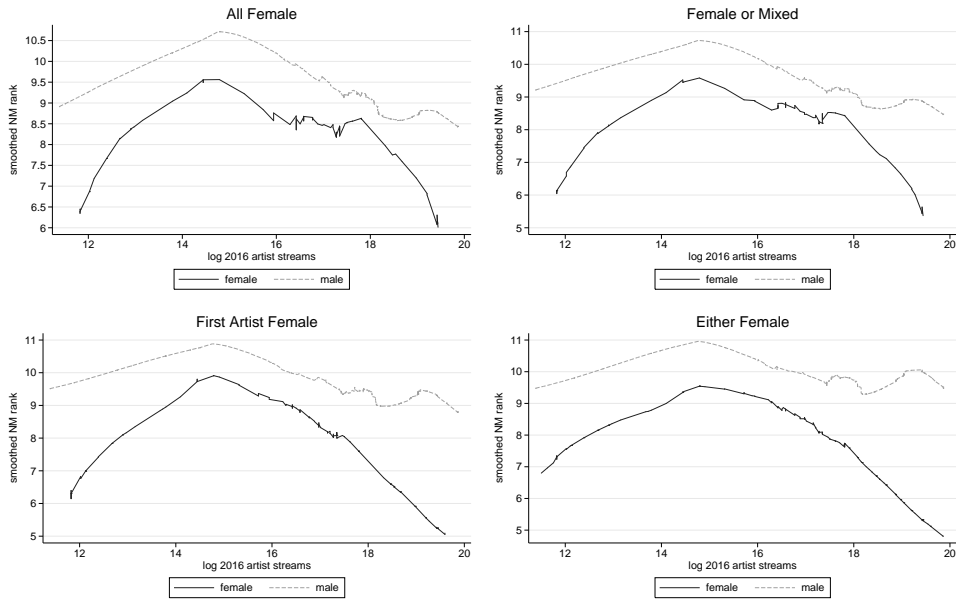 All Female
smoothed NM rank
10.5
10
9.5
9
8.5
8
7.5
7
6.5
6
12 14 16 18 20
log 2016 artist streams
female male
Female or Mixed
smoothed NM rank
11
10
9
8
7
6
5
12 14 16 18 20
log 2016 artist streams
female male
First Artist Female
smoothed NM rank
11
10
9
8
7
6
5
12 14 16 18 20
log 2016 artist streams
female male
Either Female
smoothed NM rank
11
10
9
8
7
6
5
12 14 16 18 20
log 2016 artist streams
female male